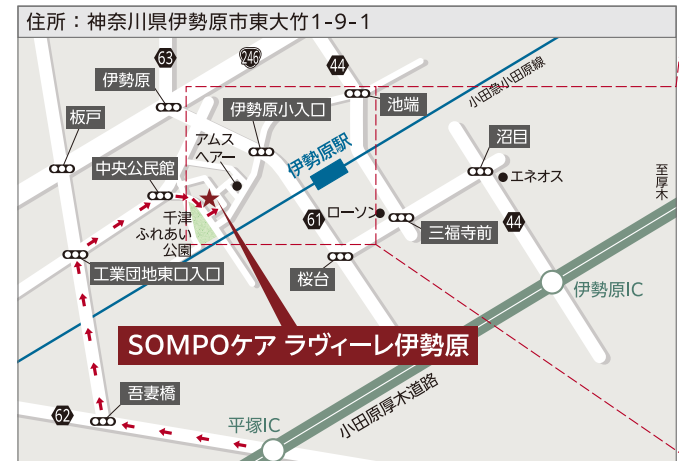 住所：神奈川県伊勢原市東大竹1-9-1
63
246
44
伊勢原
池端
小田急小田原線
板戸
伊勢原小入口
アムス
ヘアー
沼目
伊勢原駅
中央公民館
エネオス
至厚木
61
ローソン
三福寺前
44
千津
ふれあい
公園
工業団地東口入口
桜台
伊勢原IC
SOMPOケア ラヴィーレ伊勢原
吾妻橋
62
平塚IC
小田原厚木道路